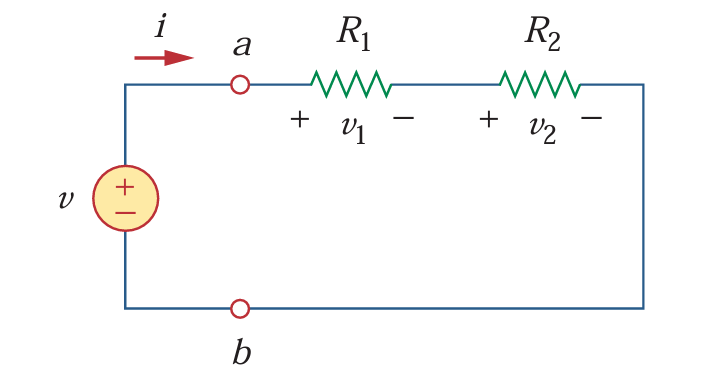 i
a
R₁
R₂
+ v₁ −
+ v₂ −
v
+
−
b